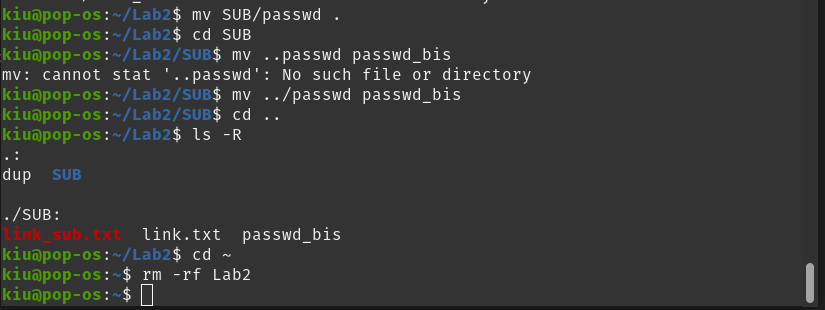 kiu@pop-os:~/Lab2$ mv SUB/passwd .
kiu@pop-os:~/Lab2$ cd SUB
kiu@pop-os:~/Lab2/SUB$ mv ..passwd passwd_bis
mv: cannot stat '..passwd': No such file or directory
kiu@pop-os:~/Lab2/SUB$ mv ../passwd passwd_bis
kiu@pop-os:~/Lab2/SUB$ cd ..
kiu@pop-os:~/Lab2$ ls -R
.:
dup  SUB

./SUB:
link_sub.txt  link.txt  passwd_bis
kiu@pop-os:~/Lab2$ cd ~
kiu@pop-os:~$ rm -rf Lab2
kiu@pop-os:~$